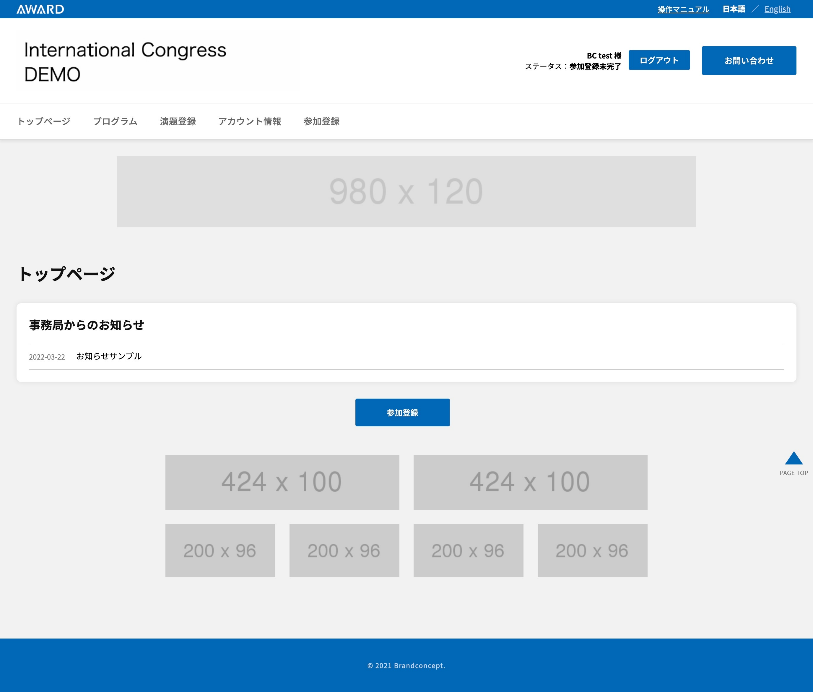 AWARD
操作マニュアル 日本語 ／ English
International Congress
DEMO
BC test 様
ステータス：参加登録未完了
ログアウト
お問い合わせ
トップページ プログラム 演題登録 アカウント情報 参加登録
980 x 120
トップページ
事務局からのお知らせ
2022-03-22 お知らせサンプル
参加登録
424 x 100 424 x 100
PAGE TOP
200 x 96 200 x 96 200 x 96 200 x 96
© 2021 Brandconcept.